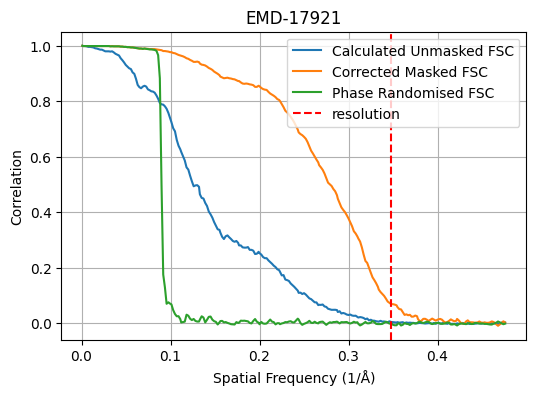 EMD-17921
Calculated Unmasked FSC
Corrected Masked FSC
Phase Randomised FSC
resolution
Correlation
1.0
0.8
0.6
0.4
0.2
0.0
0.0 0.1 0.2 0.3 0.4
Spatial Frequency (1/Å)